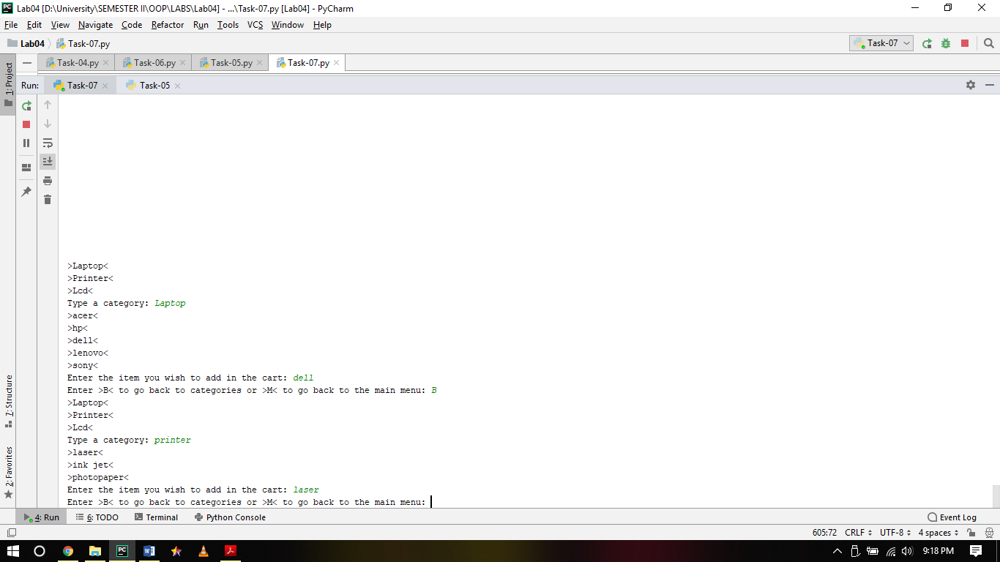 PC Lab04 [D:\University\SEMESTER II\OOP\LABS\Lab04] - ...\Task-07.py [Lab04] - PyCharm
File Edit View Navigate Code Refactor Run Tools VCS Window Help
Lab04 Task-07.py Task-07
1: Project
Task-04.py Task-06.py Task-05.py Task-07.py
Run: Task-07 Task-05
>Laptop<
>Printer<
>Lcd<
Type a category: Laptop
>acer<
>hp<
>dell<
>lenovo<
>sony<
Enter the item you wish to add in the cart: dell
Enter >B< to go back to categories or >M< to go back to the main menu: B
>Laptop<
>Printer<
>Lcd<
Type a category: printer
>laser<
>ink jet<
>photopaper<
Enter the item you wish to add in the cart: laser
Enter >B< to go back to categories or >M< to go back to the main menu:
7: Structure
2: Favorites
4: Run 6: TODO Terminal Python Console Event Log
605:72 CRLF UTF-8 4 spaces
PC 9:18 PM